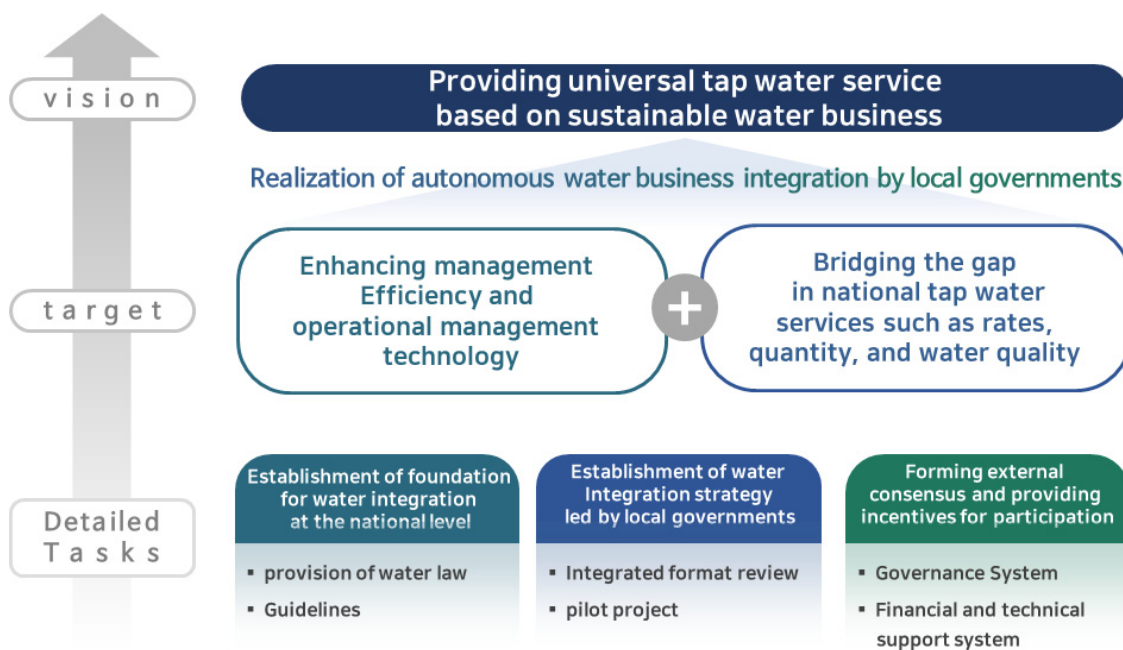 vision
Providing universal tap water service
based on sustainable water business
Realization of autonomous water business integration by local governments
target
Enhancing management
Efficiency and
operational management
technology
+
Bridging the gap
in national tap water
services such as rates,
quantity, and water quality
Detailed
Tasks
Establishment of foundation
for water integration
at the national level
▪ provision of water law
▪ Guidelines
Establishment of water
Integration strategy
led by local governments
▪ Integrated format review
▪ pilot project
Forming external
consensus and providing
incentives for participation
▪ Governance System
▪ Financial and technical
support system